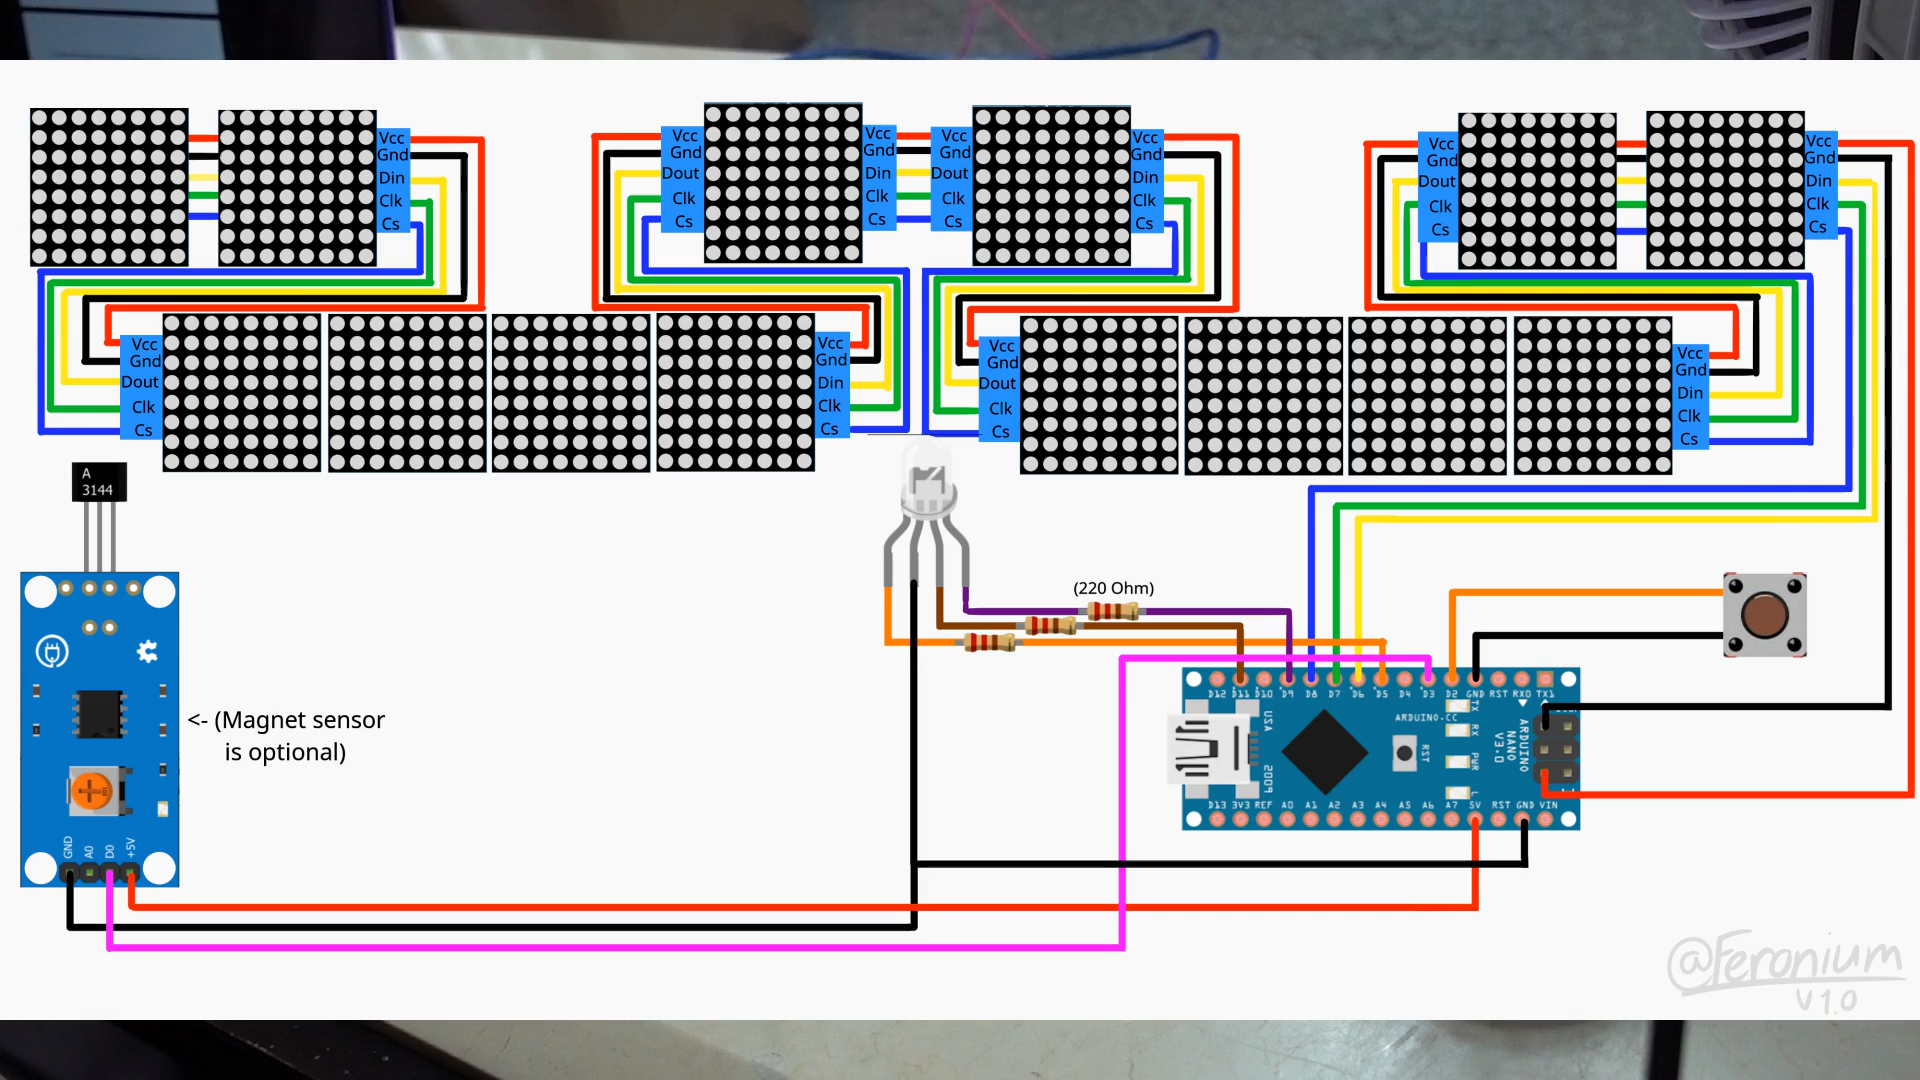 Vcc
Gnd
Din
Clk
Cs
Vcc
Gnd
Dout
Clk
Cs
Vcc
Gnd
Din
Clk
Cs
Vcc
Gnd
Dout
Clk
Cs
Vcc
Gnd
Din
Clk
Cs
Vcc
Gnd
Dout
Clk
Cs
Vcc
Gnd
Din
Clk
Cs
Vcc
Gnd
Dout
Clk
Cs
Vcc
Gnd
Din
Clk
Cs
Vcc
Gnd
Dout
Clk
Cs
Vcc
Gnd
Din
Clk
Cs
A
3144
(220 Ohm)
<- (Magnet sensor
is optional)
GND A0 D0 +5V
D12 D11 D10 D9 D8 D7 D6 D5 D4 D3 D2 GND RST RX0 TX1
USA
2009
ARDUINO.CC
RST
TX
RX
PWR
L
ARDUINO
NANO
V3.0
D13 3V3 REF A0 A1 A2 A3 A4 A5 A6 A7 5V RST GND VIN
@Feronium
V1.0